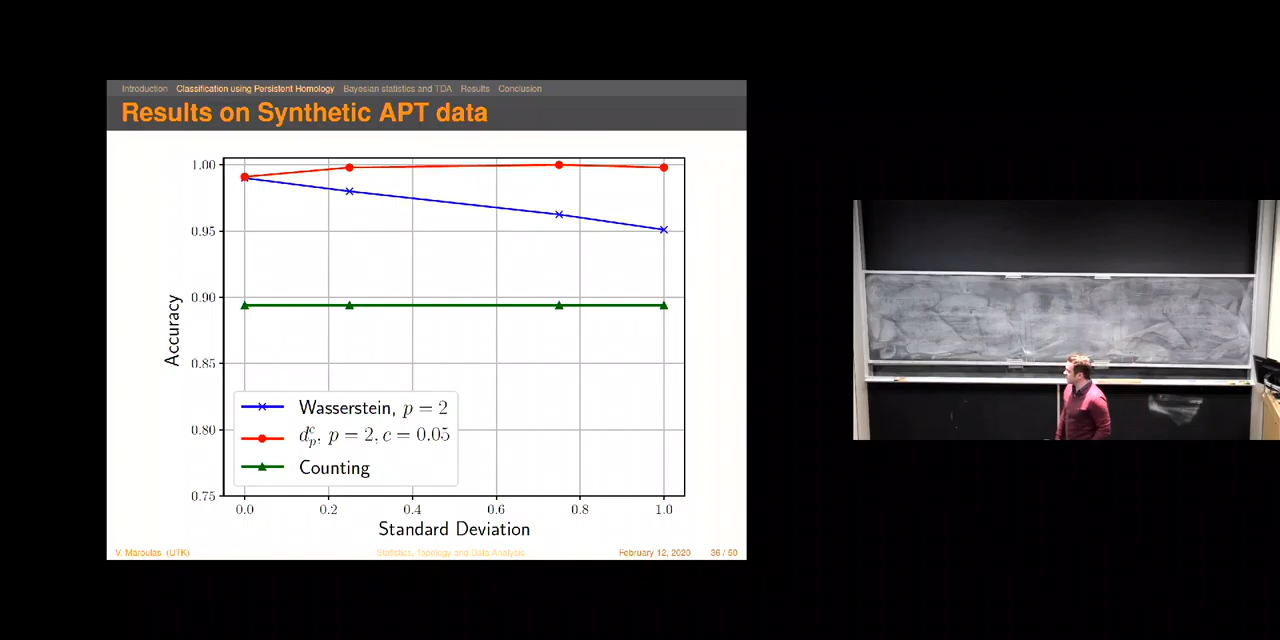 Introduction Classification using Persistent Homology Bayesian statistics and TDA Results Conclusion
Results on Synthetic APT data
1.00
0.95
0.90
0.85
0.80
0.75
Accuracy
Wasserstein, p = 2
d_p^c, p = 2, c = 0.05
Counting
0.0 0.2 0.4 0.6 0.8 1.0
Standard Deviation
V. Maroulas (UTK) Statistics, Topology and Data Analysis February 12, 2020 36 / 50